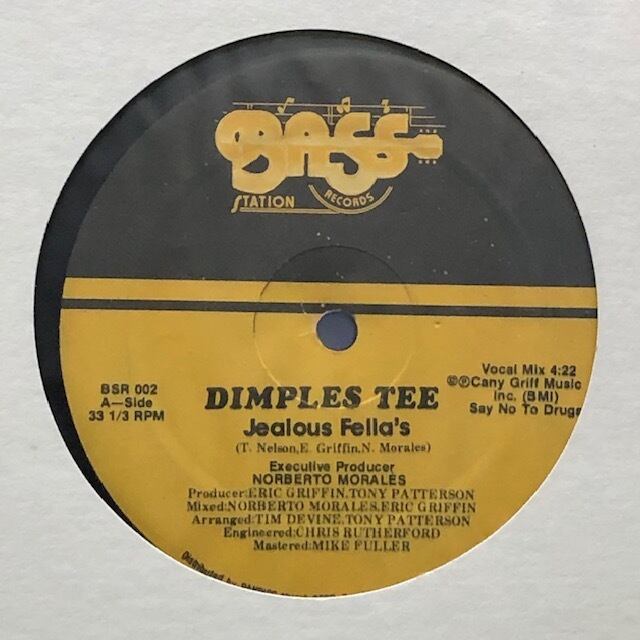 BASS
STATION RECORDS
BSR 002
A—Side
33 1/3 RPM
Vocal Mix 4:22
©℗Cany Griff Music
Inc. (BMI)
Say No To Drugs
DIMPLES TEE
Jealous Fella's
(T. Nelson,E. Griffin,N. Morales)
Executive Producer
NORBERTO MORALES
Producer:ERIC GRIFFIN,TONY PATTERSON
Mixed:NORBERTO MORALES,ERIC GRIFFIN
Arranged:TIM DEVINE,TONY PATTERSON
Engineered:CHRIS RUTHERFORD
Mastered:MIKE FULLER
Distributed by